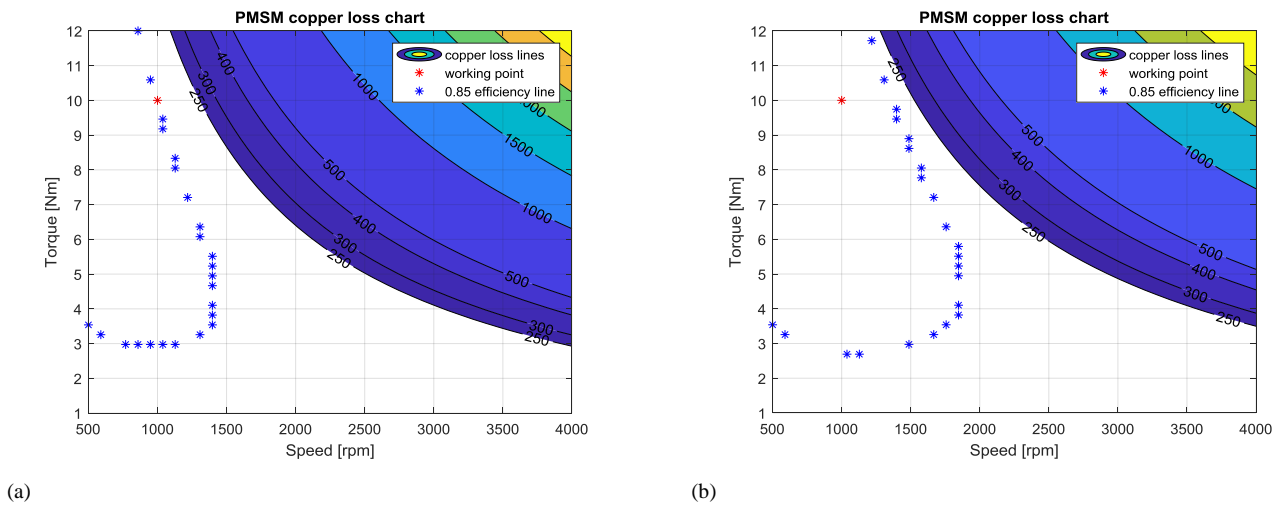 PMSM copper loss chart
12
11
10
9
8
7
6
5
4
3
2
1
Torque [Nm]
500 1000 1500 2000 2500 3000 3500 4000
Speed [rpm]
copper loss lines
working point
0.85 efficiency line
400
300
250
1000
1500
500
1000
400
300
250
500
300
250
(a)
PMSM copper loss chart
12
11
10
9
8
7
6
5
4
3
2
1
Torque [Nm]
500 1000 1500 2000 2500 3000 3500 4000
Speed [rpm]
copper loss lines
working point
0.85 efficiency line
250
500
400
1000
300
250
500
400
300
250
(b)